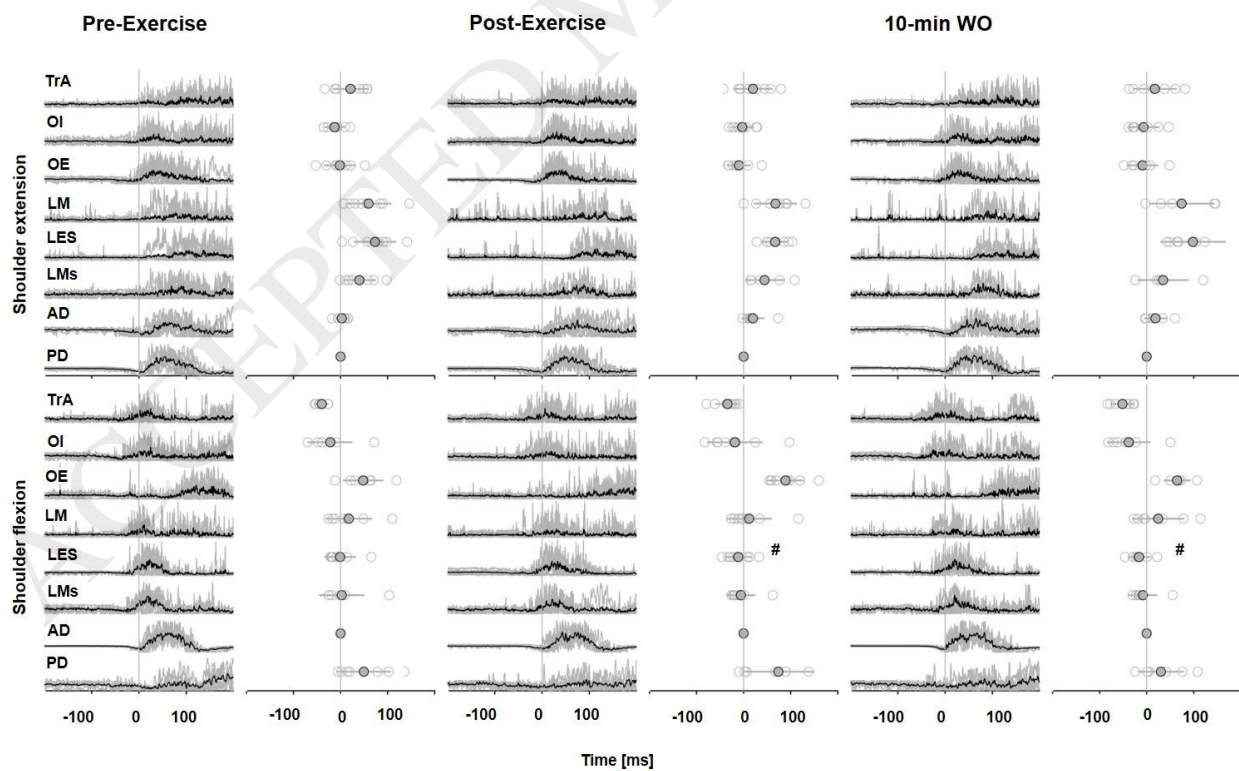 Pre-Exercise Post-Exercise 10-min WO
ACCEPTED M
Shoulder extension
TrA
OI
OE
LM
LES
LMs
AD
PD
Shoulder flexion
TrA
OI
OE
LM
LES # #
LMs
AD
PD
-100 0 100 -100 0 100 -100 0 100 -100 0 100 -100 0 100 -100 0 100
Time [ms]